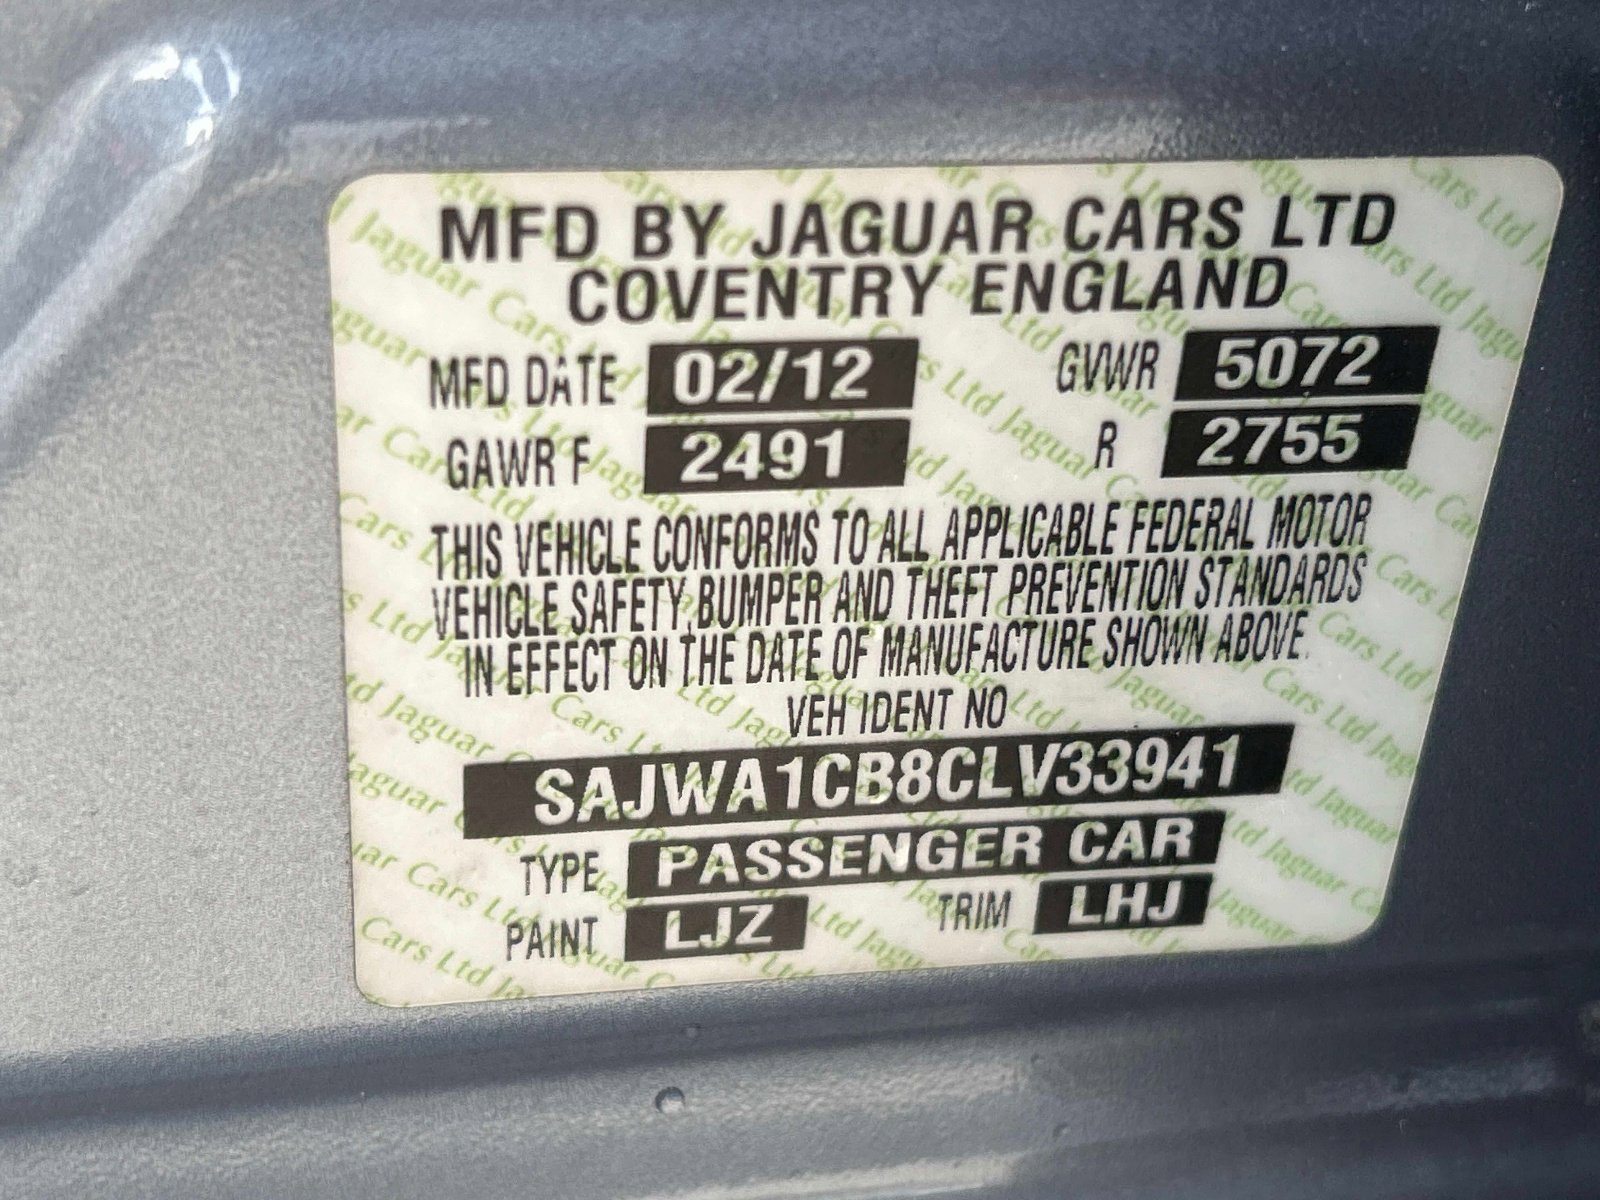 MFD BY JAGUAR CARS LTD
COVENTRY ENGLAND
MFD DATE 02/12 GVWR 5072
GAWR F 2491 R 2755
THIS VEHICLE CONFORMS TO ALL APPLICABLE FEDERAL MOTOR
VEHICLE SAFETY, BUMPER AND THEFT PREVENTION STANDARDS
IN EFFECT ON THE DATE OF MANUFACTURE SHOWN ABOVE.
VEH IDENT NO
SAJWA1CB8CLV33941
TYPE PASSENGER CAR
PAINT LJZ TRIM LHJ